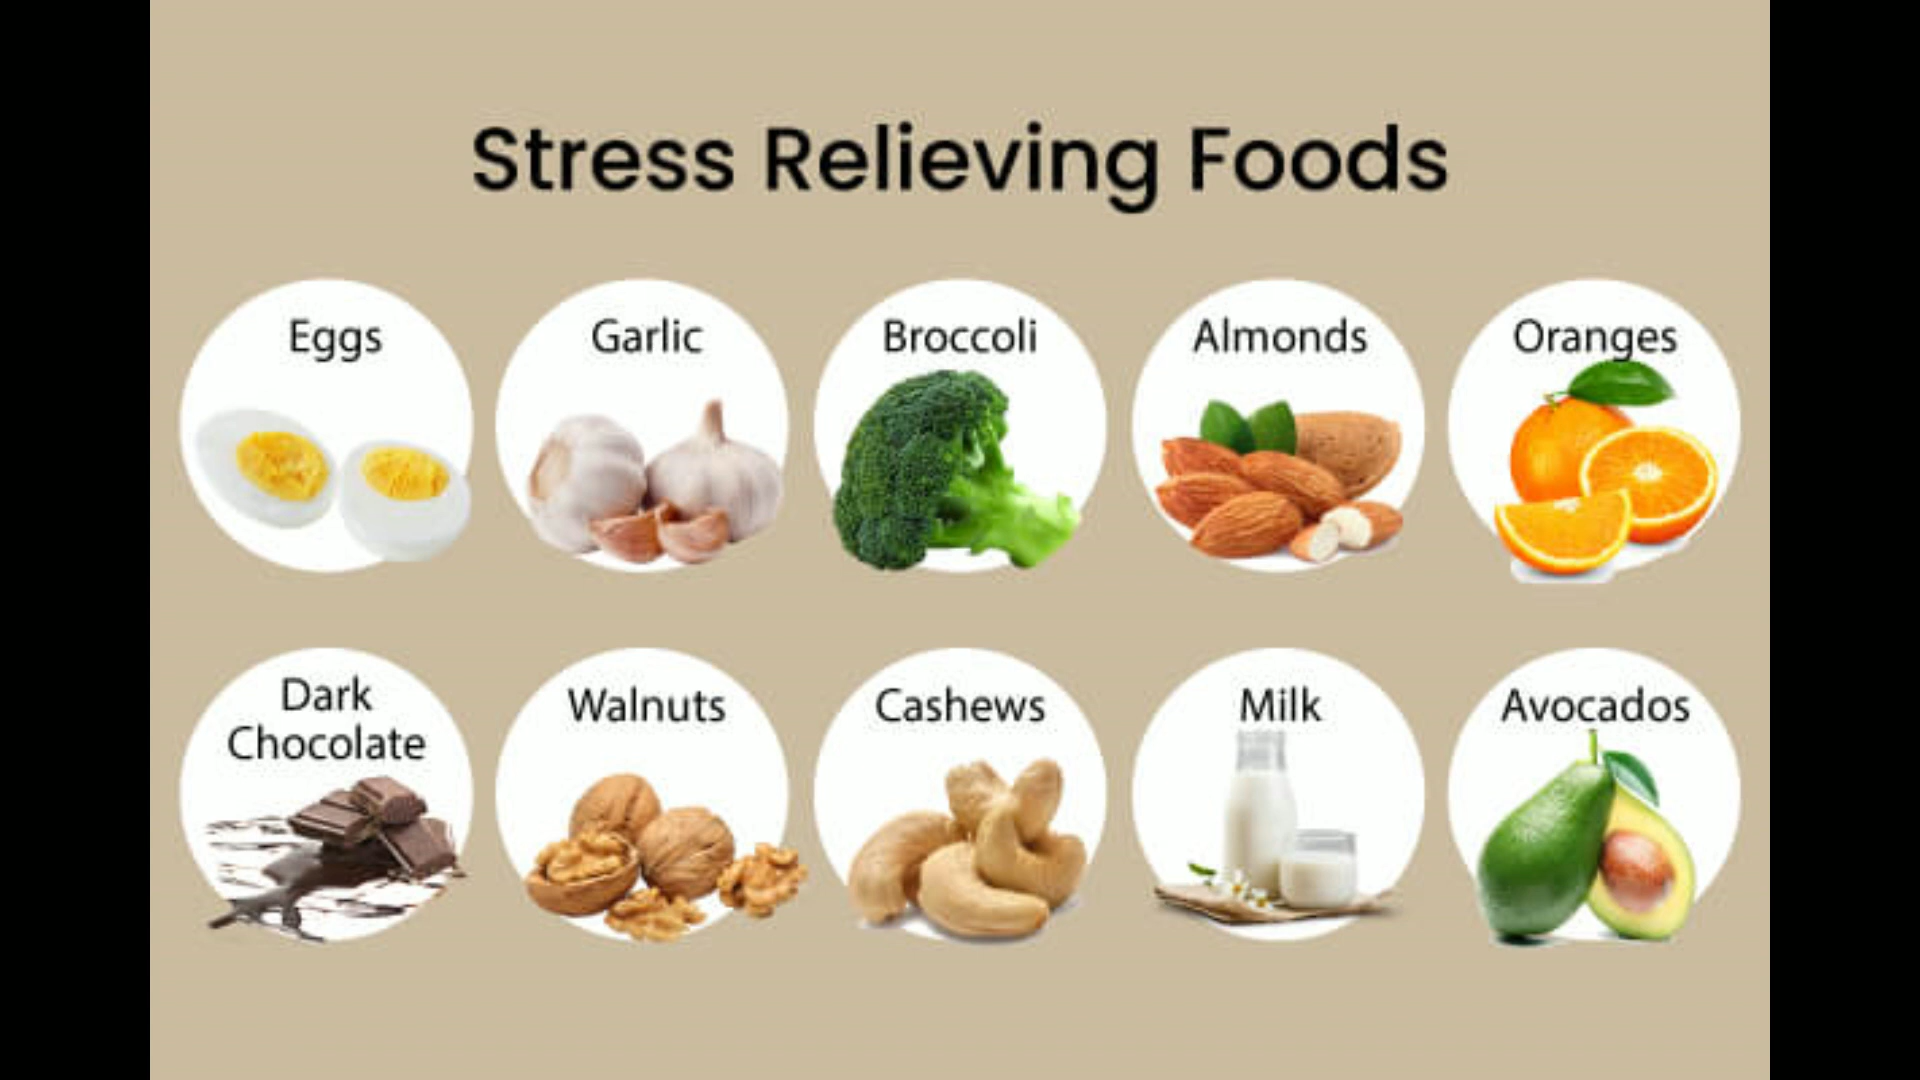 Stress Relieving Foods
Eggs
Garlic
Broccoli
Almonds
Oranges
Dark
Chocolate
Walnuts
Cashews
Milk
Avocados